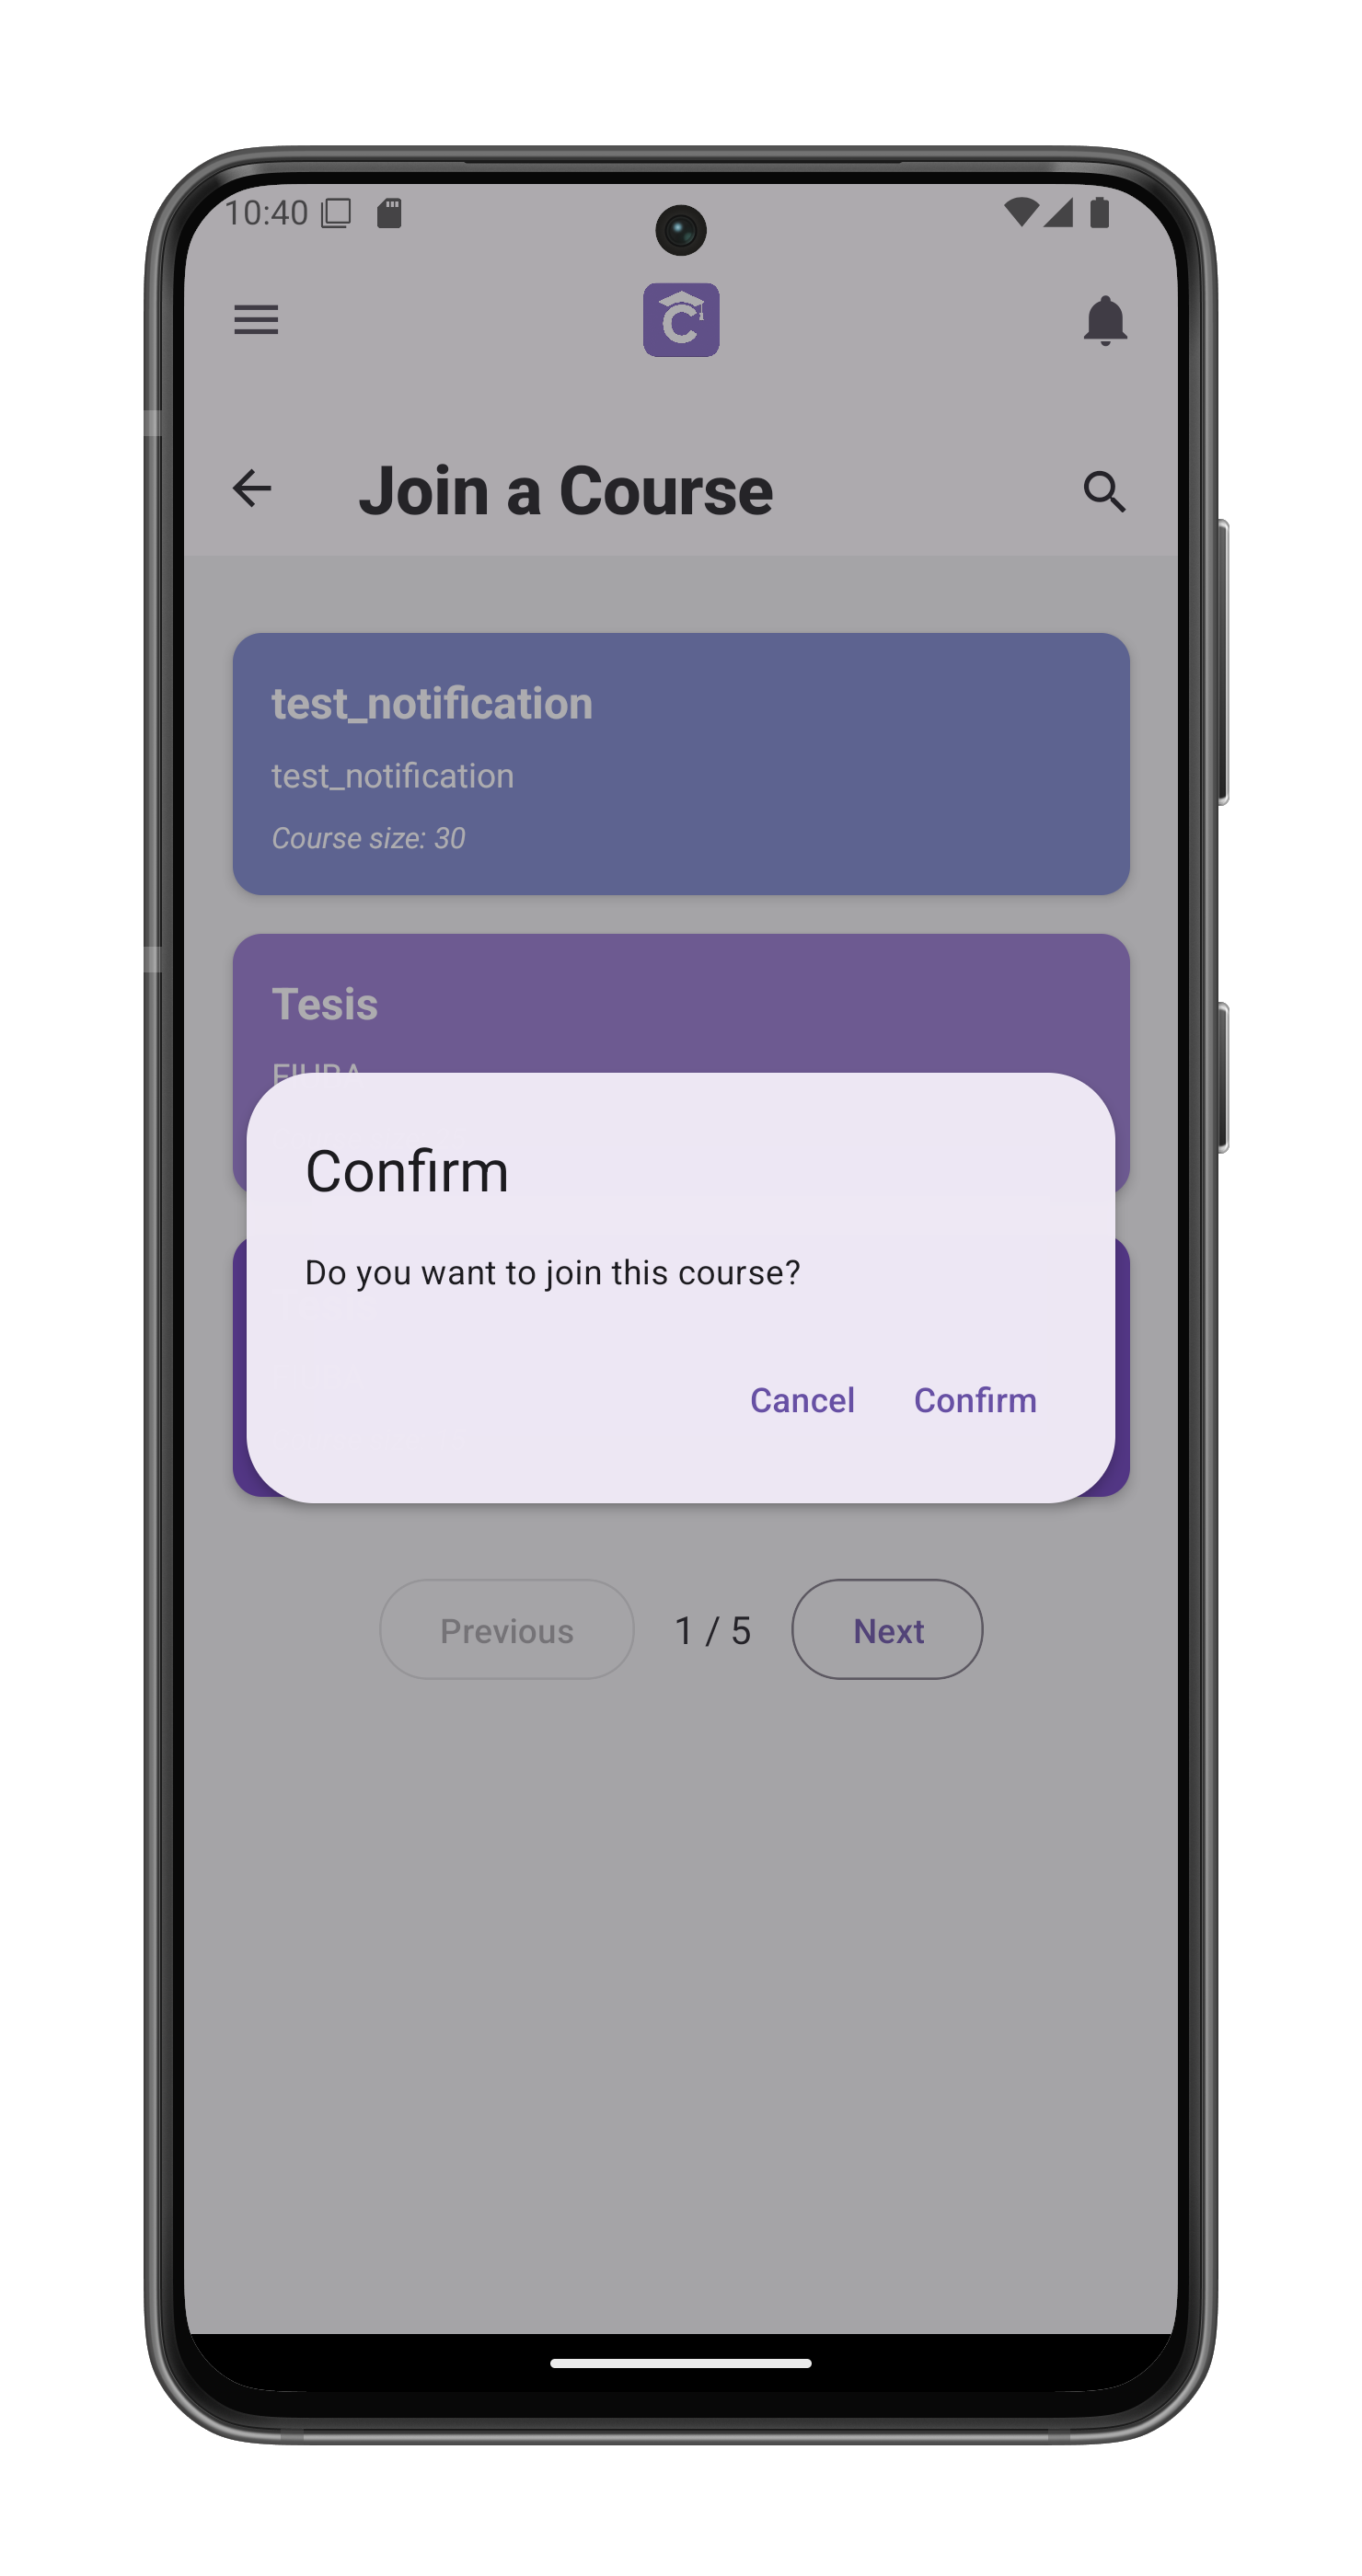 10:40
C
Join a Course
test_notification
test_notification
Course size: 30
Tesis
FIUBA
Confirm
Do you want to join this course?
Cancel Confirm
Previous 1 / 5 Next